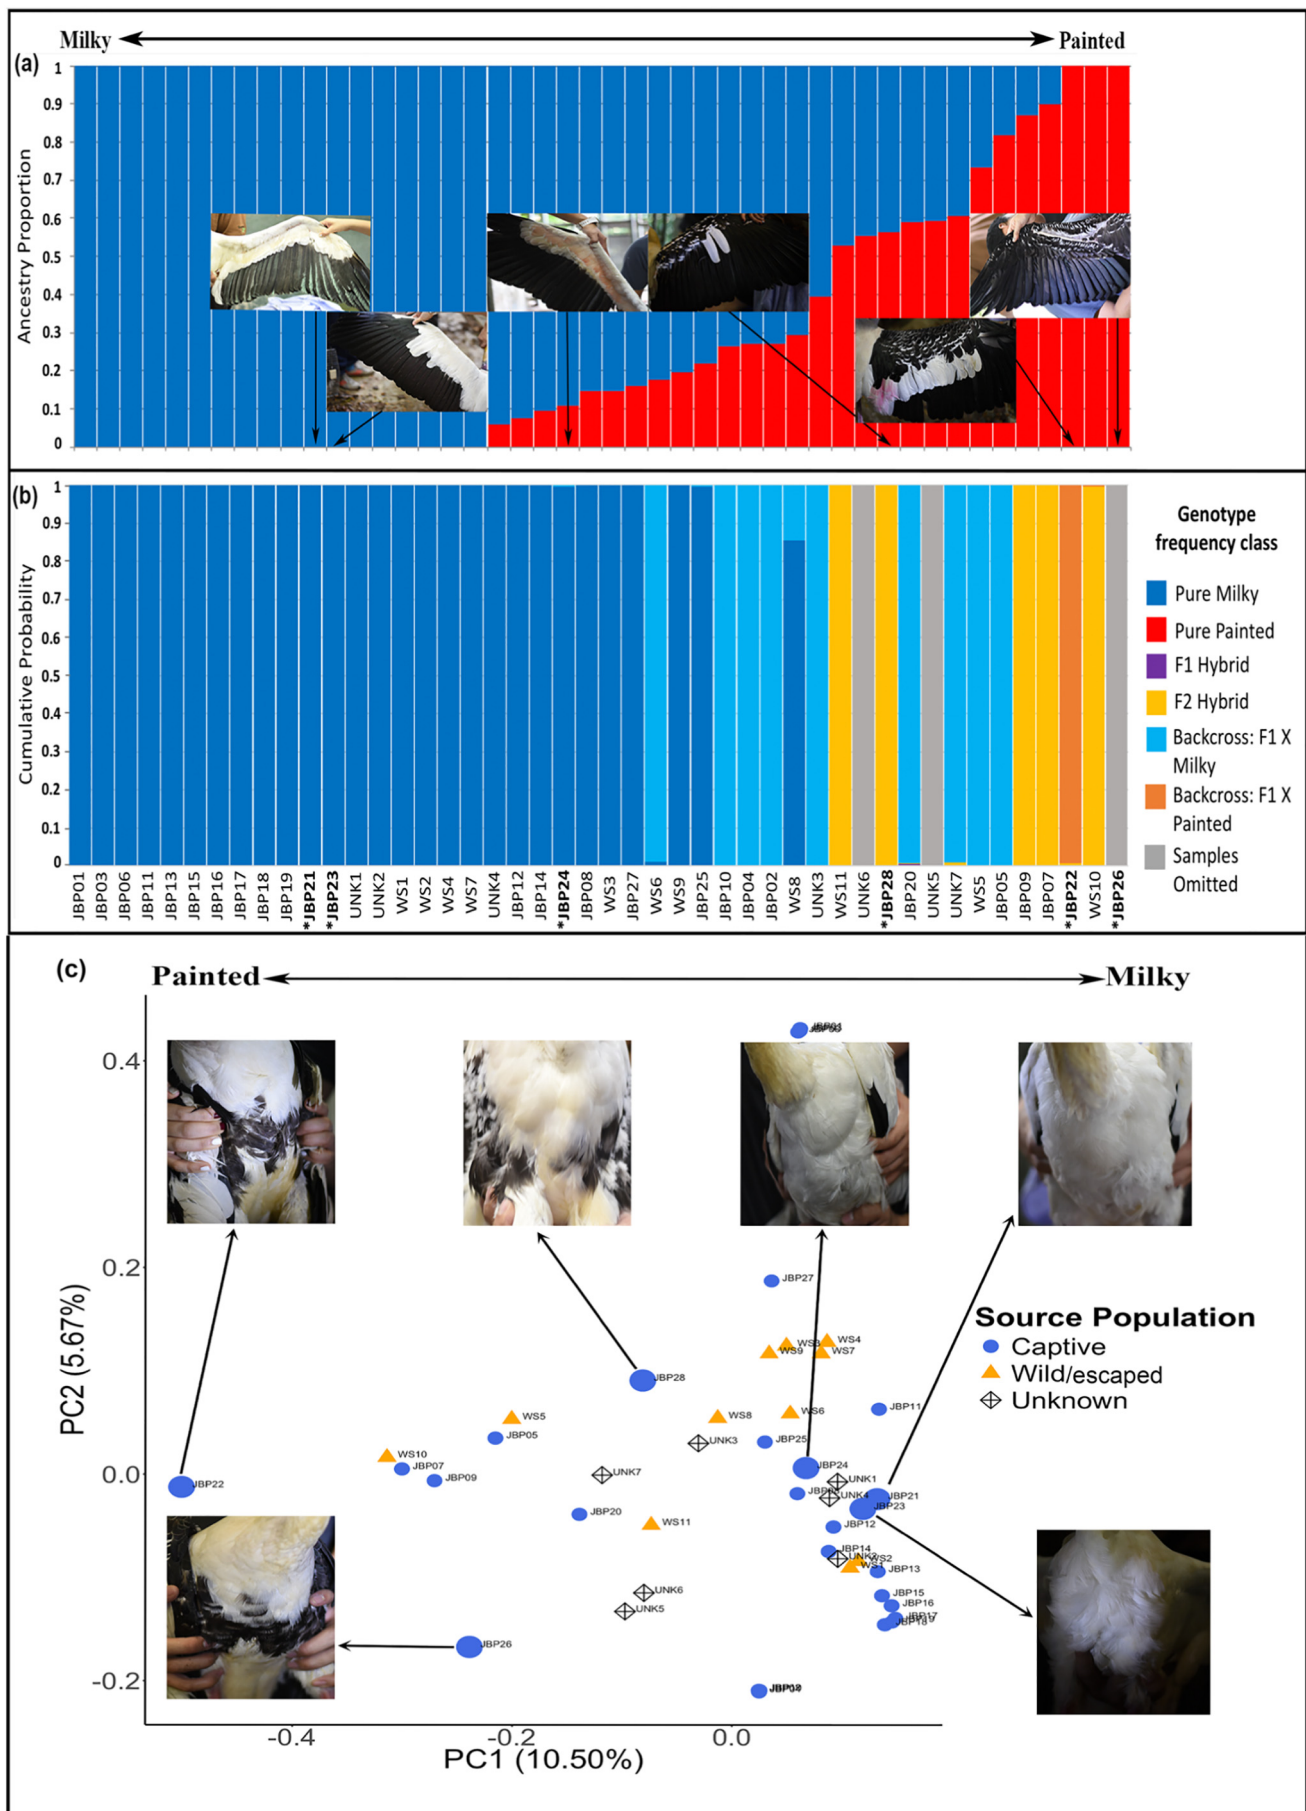 Milky Painted
(a)
1
0.9
0.8
0.7
0.6
0.5
0.4
0.3
0.2
0.1
0
Ancestry Proportion
(b)
1
0.9
0.8
0.7
0.6
0.5
0.4
0.3
0.2
0.1
0
Cumulative Probability
JBP01
JBP03
JBP06
JBP11
JBP13
JBP15
JBP16
JBP17
JBP18
JBP19
*JBP21
*JBP23
UNK1
UNK2
WS1
WS2
WS4
WS7
UNK4
JBP12
JBP14
*JBP24
JBP08
WS3
JBP27
WS6
WS9
JBP25
JBP10
JBP04
JBP02
WS8
UNK3
WS11
UNK6
*JBP28
JBP20
UNK5
UNK7
WS5
JBP05
JBP09
JBP07
*JBP22
WS10
*JBP26
Genotype
frequency class
Pure Milky
Pure Painted
F1 Hybrid
F2 Hybrid
Backcross: F1 X
Milky
Backcross: F1 X
Painted
Samples
Omitted
(c)
Painted Milky
0.4
0.2
0.0
-0.2
PC2 (5.67%)
JBP27
WS4
WS3
WS9
WS7
JBP28
JBP11
WS6
WS8
WS5
JBP05
UNK3
JBP25
WS10
JBP07
UNK7
JBP24
JBP09
UNK1
JBP22
UNK4
JBP21
JBP23
JBP20
WS11
JBP12
JBP14
UNK2
WS2
WS1
JBP13
UNK6
JBP15
JBP16
UNK5
JBP17
JBP18
JBP26
Source Population
Captive
Wild/escaped
Unknown
-0.4
-0.2
0.0
PC1 (10.50%)